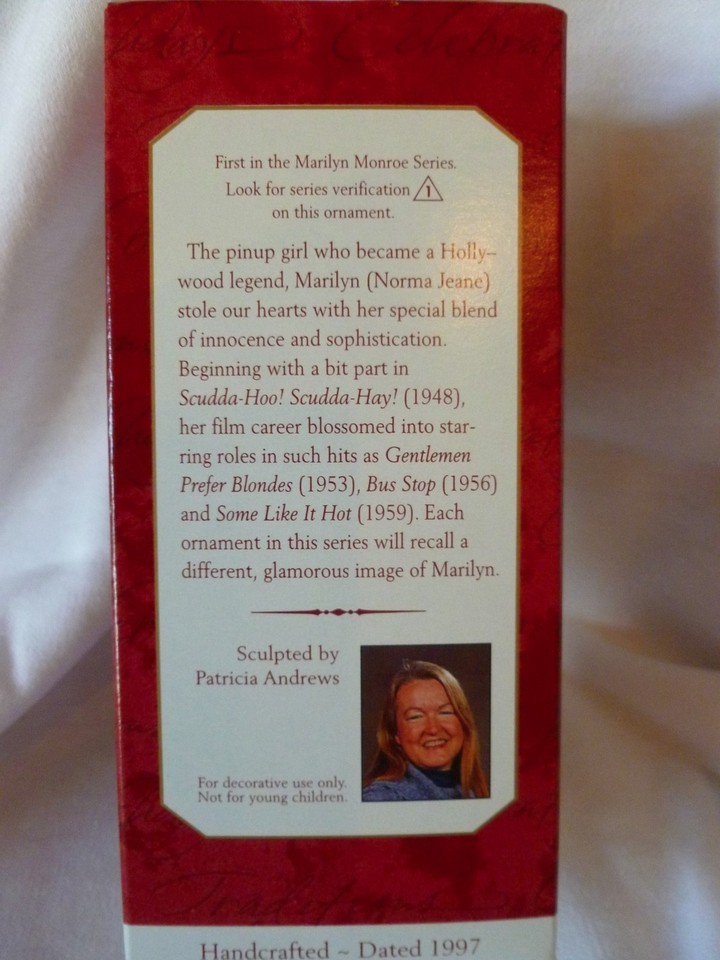 First in the Marilyn Monroe Series.
Look for series verification 1
on this ornament.
The pinup girl who became a Holly-
wood legend, Marilyn (Norma Jeane)
stole our hearts with her special blend
of innocence and sophistication.
Beginning with a bit part in
Scudda-Hoo! Scudda-Hay! (1948),
her film career blossomed into star-
ring roles in such hits as Gentlemen
Prefer Blondes (1953), Bus Stop (1956)
and Some Like It Hot (1959). Each
ornament in this series will recall a
different, glamorous image of Marilyn.
Sculpted by
Patricia Andrews
For decorative use only.
Not for young children.
Handcrafted ~ Dated 1997